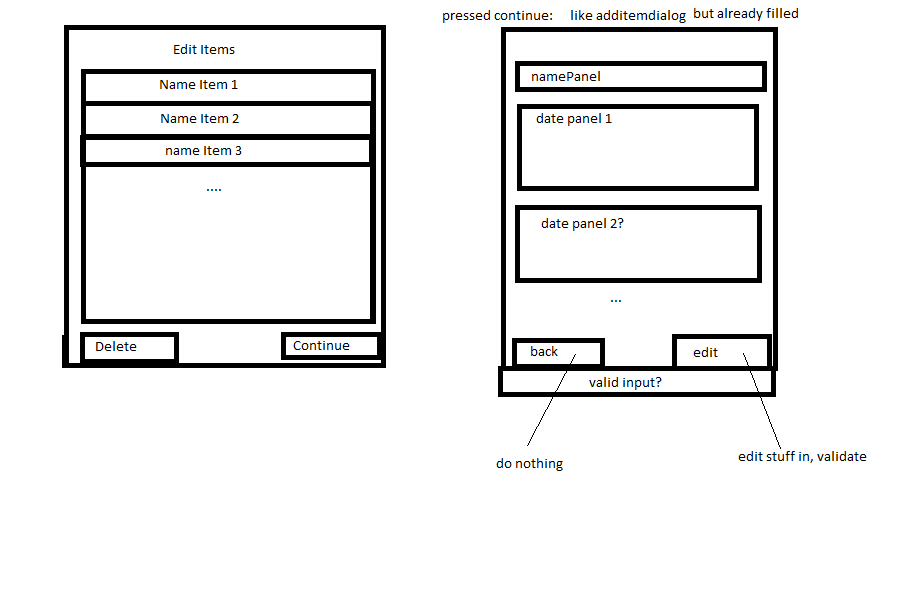 pressed continue: like additemdialog but already filled
Edit Items
Name Item 1
Name Item 2
name Item 3
....
Delete
Continue
namePanel
date panel 1
date panel 2?
...
back
edit
valid input?
do nothing
edit stuff in, validate